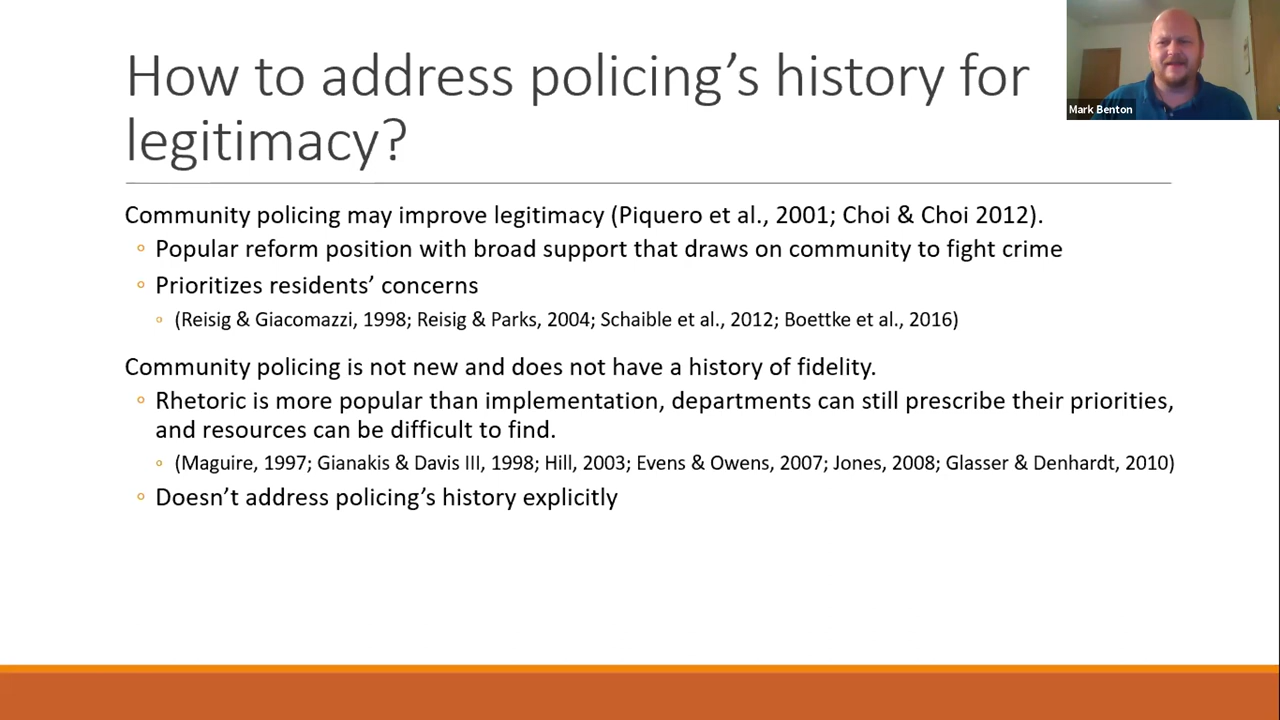 How to address policing's history for
legitimacy?
Mark Benton
Community policing may improve legitimacy (Piquero et al., 2001; Choi & Choi 2012).
◦ Popular reform position with broad support that draws on community to fight crime
◦ Prioritizes residents' concerns
◦ (Reisig & Giacomazzi, 1998; Reisig & Parks, 2004; Schaible et al., 2012; Boettke et al., 2016)
Community policing is not new and does not have a history of fidelity.
◦ Rhetoric is more popular than implementation, departments can still prescribe their priorities,
and resources can be difficult to find.
◦ (Maguire, 1997; Gianakis & Davis III, 1998; Hill, 2003; Evens & Owens, 2007; Jones, 2008; Glasser & Denhardt, 2010)
◦ Doesn't address policing's history explicitly